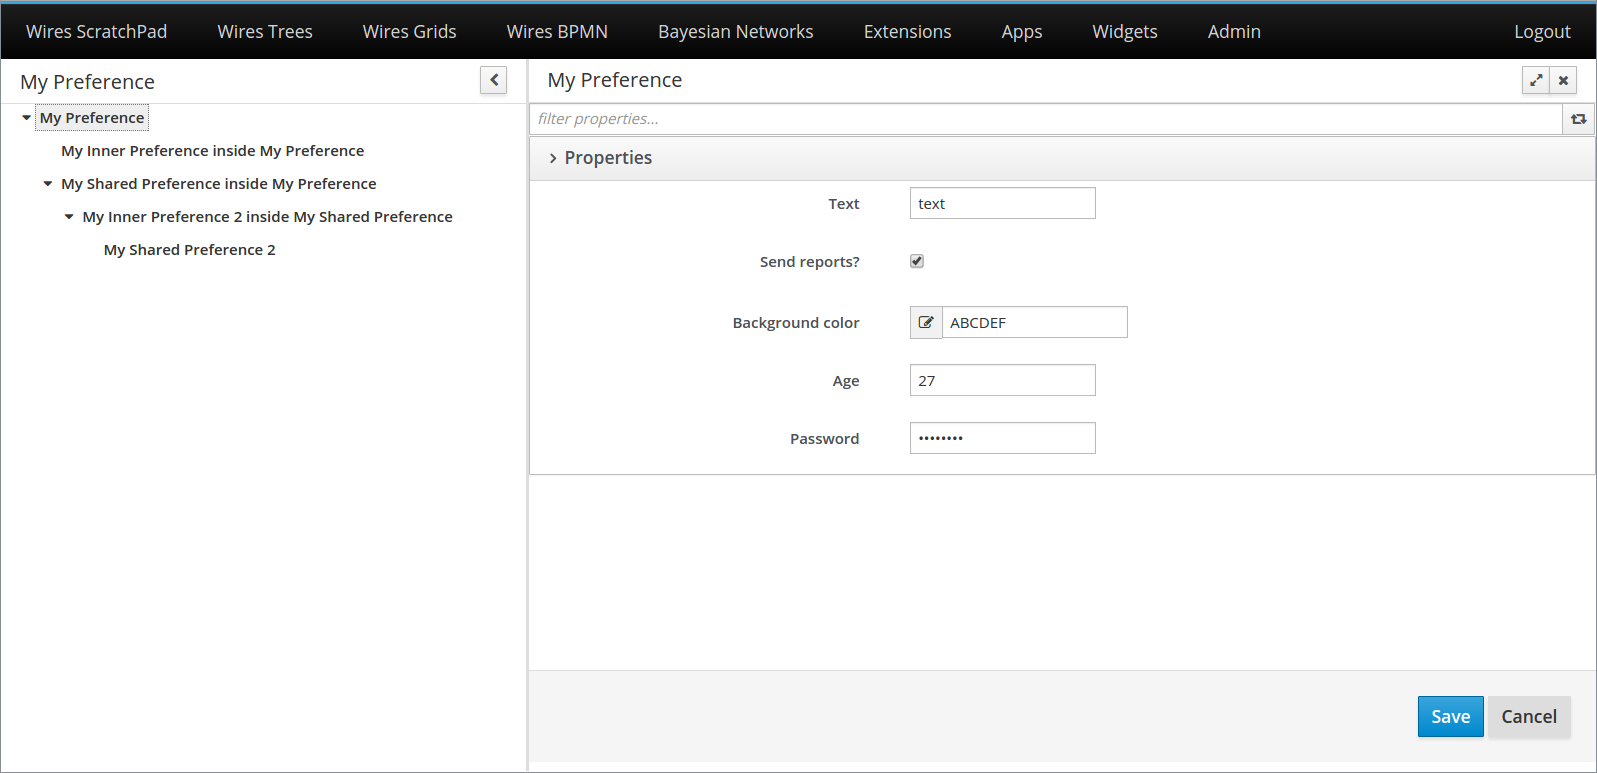 Wires ScratchPad Wires Trees Wires Grids Wires BPMN Bayesian Networks Extensions Apps Widgets Admin Logout
My Preference
My Preference
My Inner Preference inside My Preference
My Shared Preference inside My Preference
My Inner Preference 2 inside My Shared Preference
My Shared Preference 2
My Preference
filter properties...
Properties
Text text
Send reports?
Background color ABCDEF
Age 27
Password ••••••••
Save Cancel